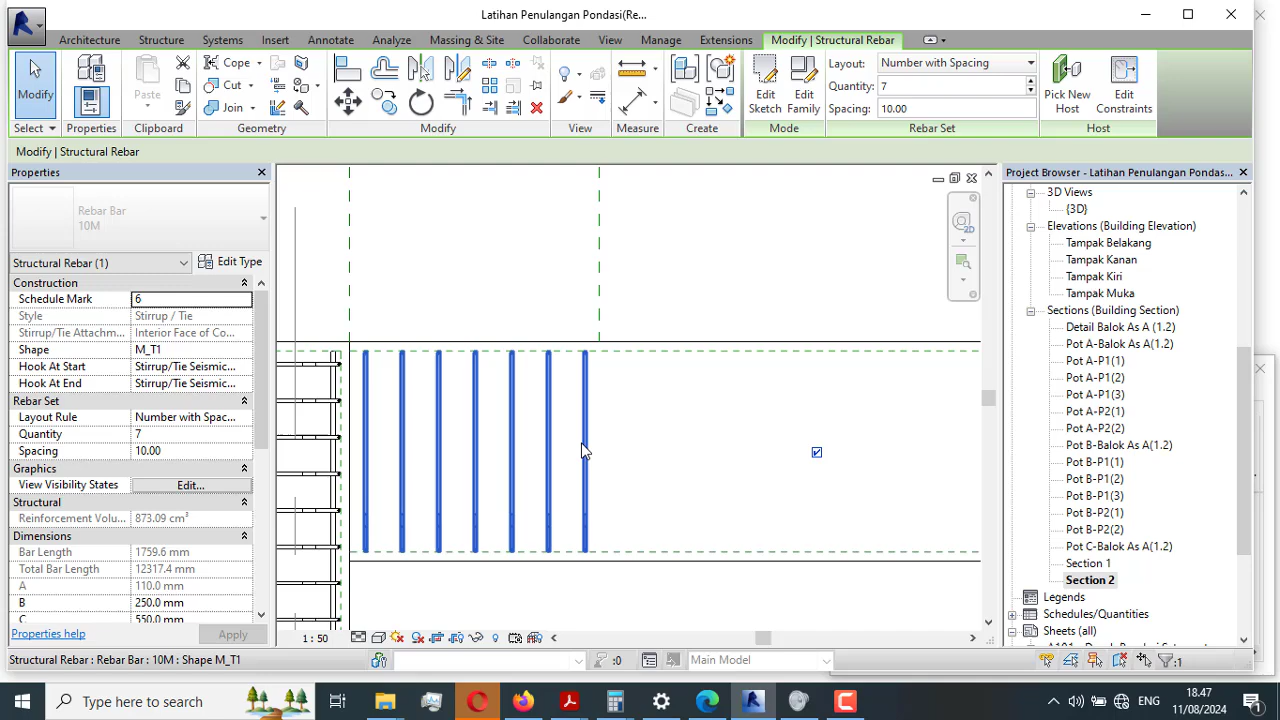 Latihan Penulangan Pondasi(Re...
Architecture Structure Systems Insert Annotate Analyze Massing & Site Collaborate View Manage Extensions Modify | Structural Rebar
Modify
Paste
Cope
Cut
Join
Edit Sketch
Edit Family
Layout: Number with Spacing
Quantity: 7
Spacing: 10.00
Pick New Host
Edit Constraints
Select Properties Clipboard Geometry Modify View Measure Create Mode Rebar Set Host
Modify | Structural Rebar
Properties
Rebar Bar
10M
Structural Rebar (1) Edit Type
Construction
Schedule Mark 6
Style Stirrup / Tie
Stirrup/Tie Attachm... Interior Face of Co...
Shape M_T1
Hook At Start Stirrup/Tie Seismic...
Hook At End Stirrup/Tie Seismic...
Rebar Set
Layout Rule Number with Spac...
Quantity 7
Spacing 10.00
Graphics
View Visibility States Edit...
Structural
Reinforcement Volu... 873.09 cm³
Dimensions
Bar Length 1759.6 mm
Total Bar Length 12317.4 mm
A 110.0 mm
B 250.0 mm
C 550.0 mm
Properties help Apply
2D
1 : 50
Project Browser - Latihan Penulangan Pondas...
3D Views
{3D}
Elevations (Building Elevation)
Tampak Belakang
Tampak Kanan
Tampak Kiri
Tampak Muka
Sections (Building Section)
Detail Balok As A (1.2)
Pot A-Balok As A(1.2)
Pot A-P1(1)
Pot A-P1(2)
Pot A-P1(3)
Pot A-P2(1)
Pot A-P2(2)
Pot B-Balok As A(1.2)
Pot B-P1(1)
Pot B-P1(2)
Pot B-P1(3)
Pot B-P2(1)
Pot B-P2(2)
Pot C-Balok As A(1.2)
Section 1
Section 2
Legends
Schedules/Quantities
Sheets (all)
Structural Rebar : Rebar Bar : 10M : Shape M_T1
:0
Main Model
:1
Type here to search
ENG
18.47
11/08/2024
1